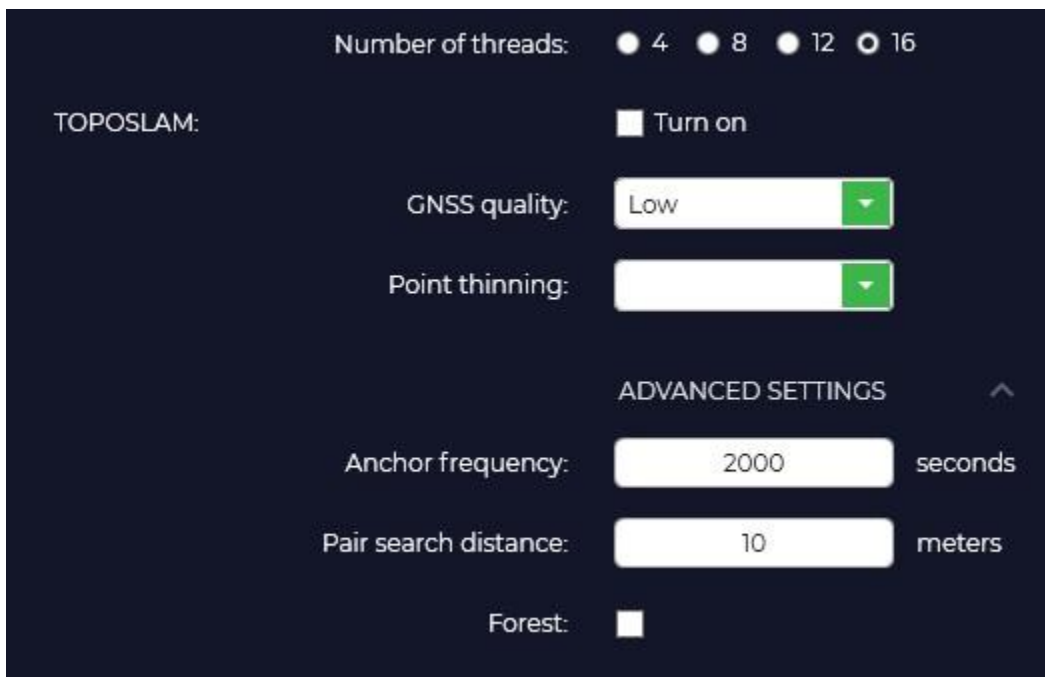 Number of threads: 4 8 12 16
TOPOSLAM: Turn on
GNSS quality: Low
Point thinning:
ADVANCED SETTINGS
Anchor frequency: 2000 seconds
Pair search distance: 10 meters
Forest: